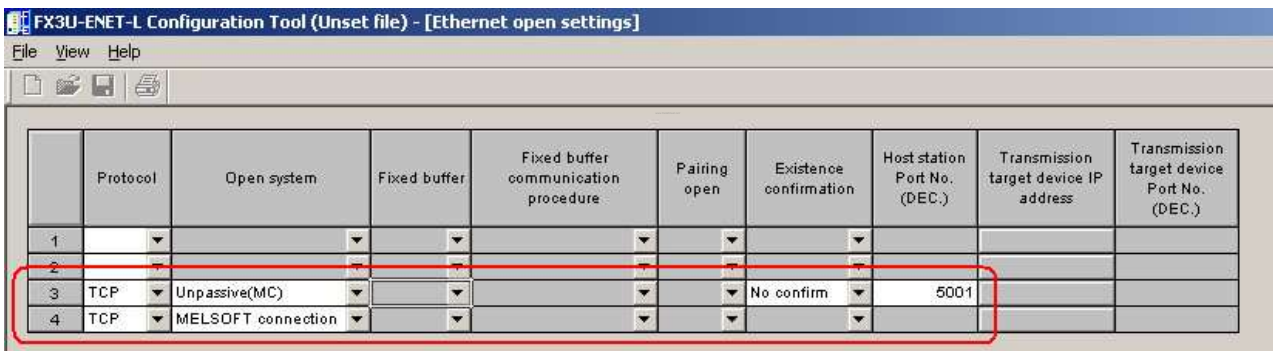 FX3U-ENET-L Configuration Tool (Unset file) - [Ethernet open settings]
File View Help
Protocol Open system Fixed buffer Fixed buffer communication procedure Pairing open Existence confirmation Host station Port No. (DEC.) Transmission target device IP address Transmission target device Port No. (DEC.)
1
2
3 TCP Unpassive(MC) No confirm 5001
4 TCP MELSOFT connection